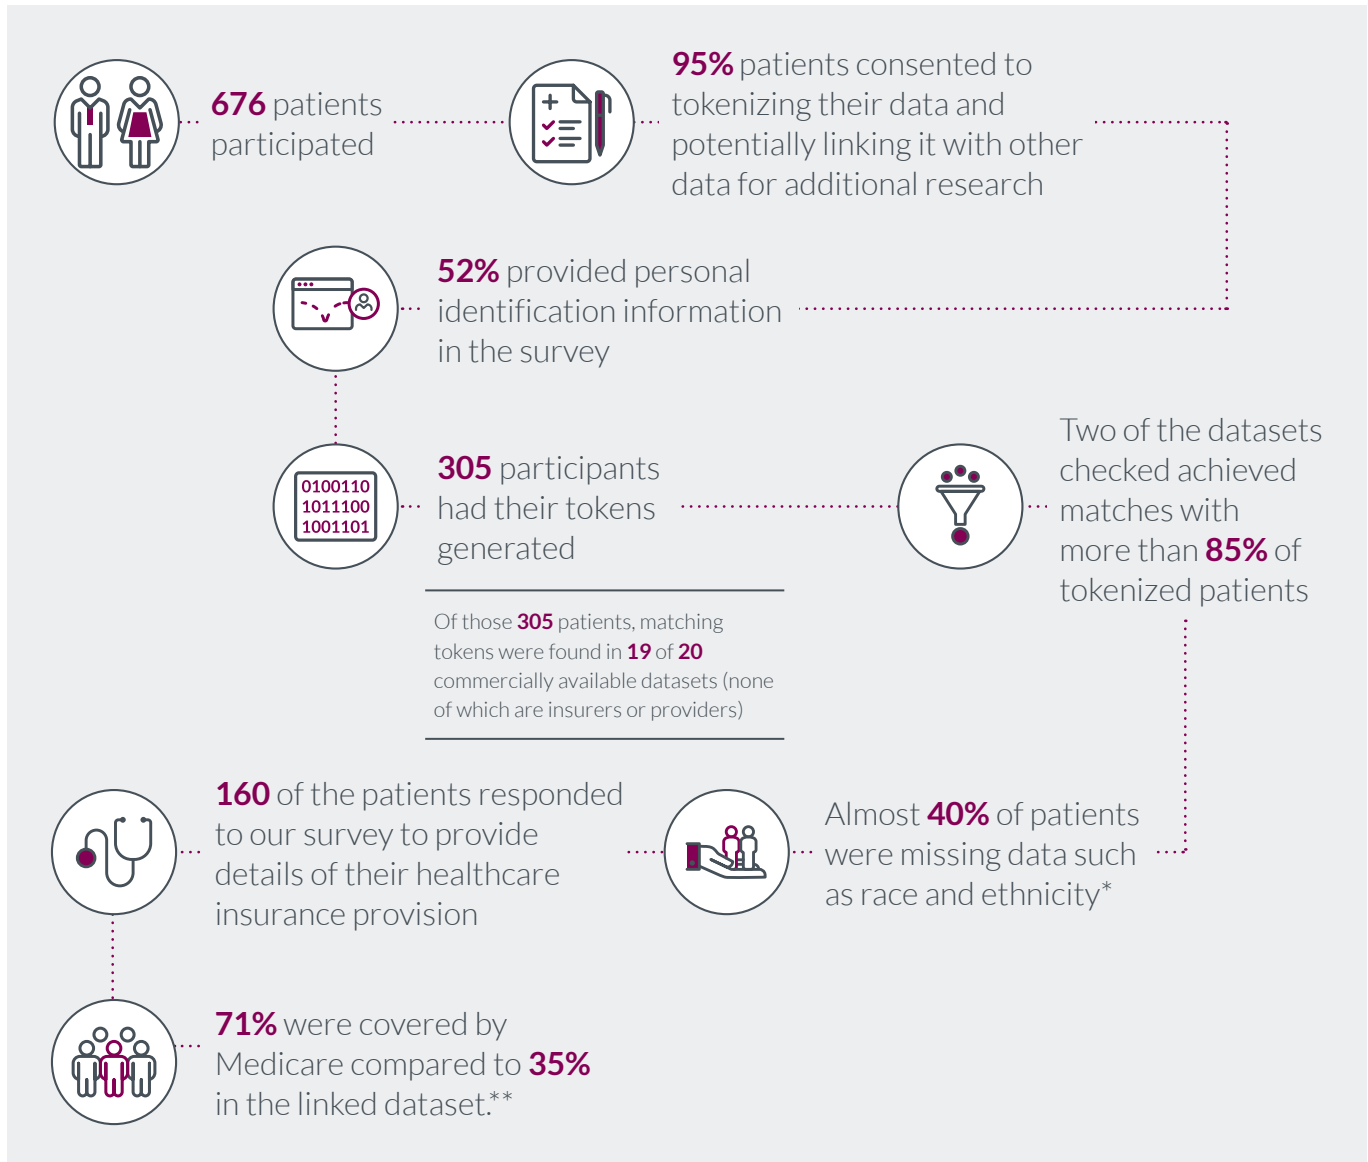 676 patients
participated
95% patients consented to
tokenizing their data and
potentially linking it with other
data for additional research
52% provided personal
identification information
in the survey
0100110
1011100
1001101
305 participants
had their tokens
generated
Of those 305 patients, matching
tokens were found in 19 of 20
commercially available datasets (none
of which are insurers or providers)
Two of the datasets
checked achieved
matches with
more than 85% of
tokenized patients
Almost 40% of patients
were missing data such
as race and ethnicity*
160 of the patients responded
to our survey to provide
details of their healthcare
insurance provision
71% were covered by
Medicare compared to 35%
in the linked dataset.**